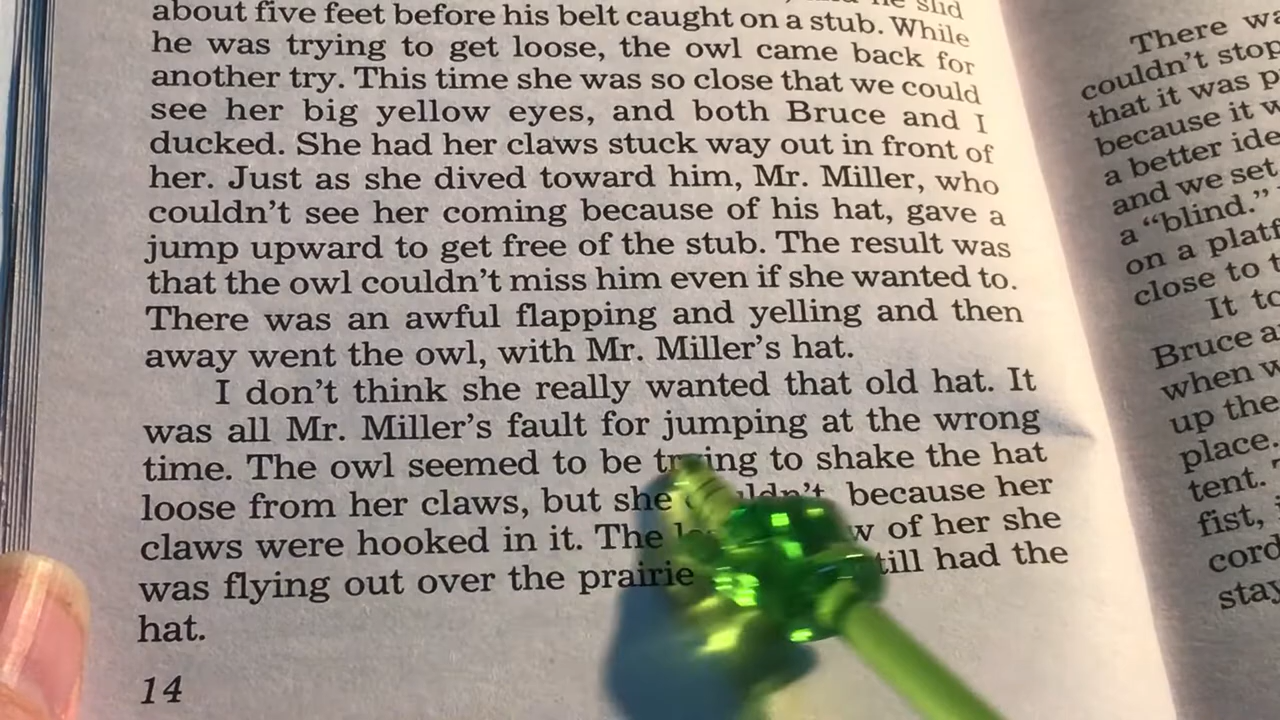 slid
about five feet before his belt caught on a stub. While
he was trying to get loose, the owl came back for
another try. This time she was so close that we could
see her big yellow eyes, and both Bruce and I
ducked. She had her claws stuck way out in front of
her. Just as she dived toward him, Mr. Miller, who
couldn't see her coming because of his hat, gave a
jump upward to get free of the stub. The result was
that the owl couldn't miss him even if she wanted to.
There was an awful flapping and yelling and then
away went the owl, with Mr. Miller's hat.
I don't think she really wanted that old hat. It
was all Mr. Miller's fault for jumping at the wrong
time. The owl seemed to be trying to shake the hat
loose from her claws, but she because her
claws were hooked in it. The of her she
was flying out over the prairie had the
hat.
14
There
couldn't stop
that it was
because it
a better
and we set
a "blind."
on a
close to
It
Bruce
when
up the
place.
tent.
fist,